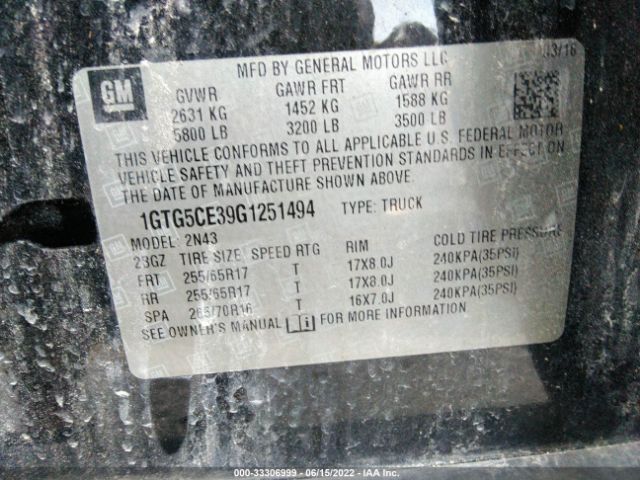 MFD BY GENERAL MOTORS LLC 03/16
GM
GVWR GAWR FRT GAWR RR
2631 KG 1452 KG 1588 KG
5800 LB 3200 LB 3500 LB
THIS VEHICLE CONFORMS TO ALL APPLICABLE U.S. FEDERAL MOTOR
VEHICLE SAFETY AND THEFT PREVENTION STANDARDS IN EFFECT ON
THE DATE OF MANUFACTURE SHOWN ABOVE.
1GTG5CE39G1251494 TYPE: TRUCK
MODEL: 2N43
23GZ TIRE SIZE SPEED RTG RIM COLD TIRE PRESSURE
FRT 255/65R17 T 17X8.0J 240KPA(35PSI)
RR 255/65R17 T 17X8.0J 240KPA(35PSI)
SPA 265/70R16 T 16X7.0J 240KPA(35PSI)
SEE OWNER'S MANUAL FOR MORE INFORMATION
000-33306999 - 06/15/2022 - IAA Inc.